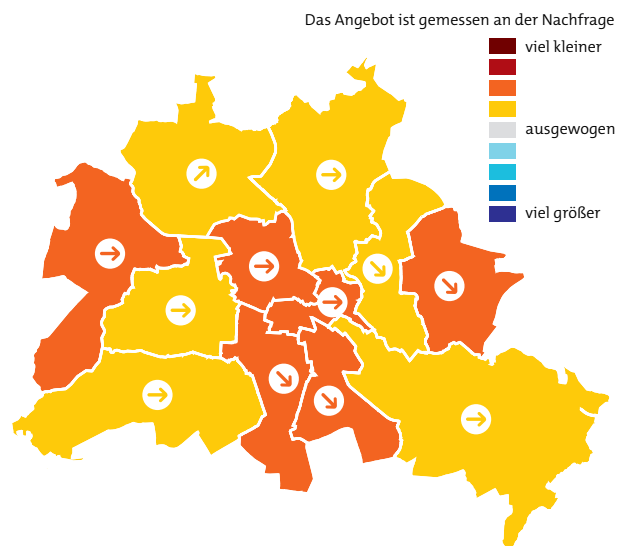 Das Angebot ist gemessen an der Nachfrage
viel kleiner
ausgewogen
viel größer